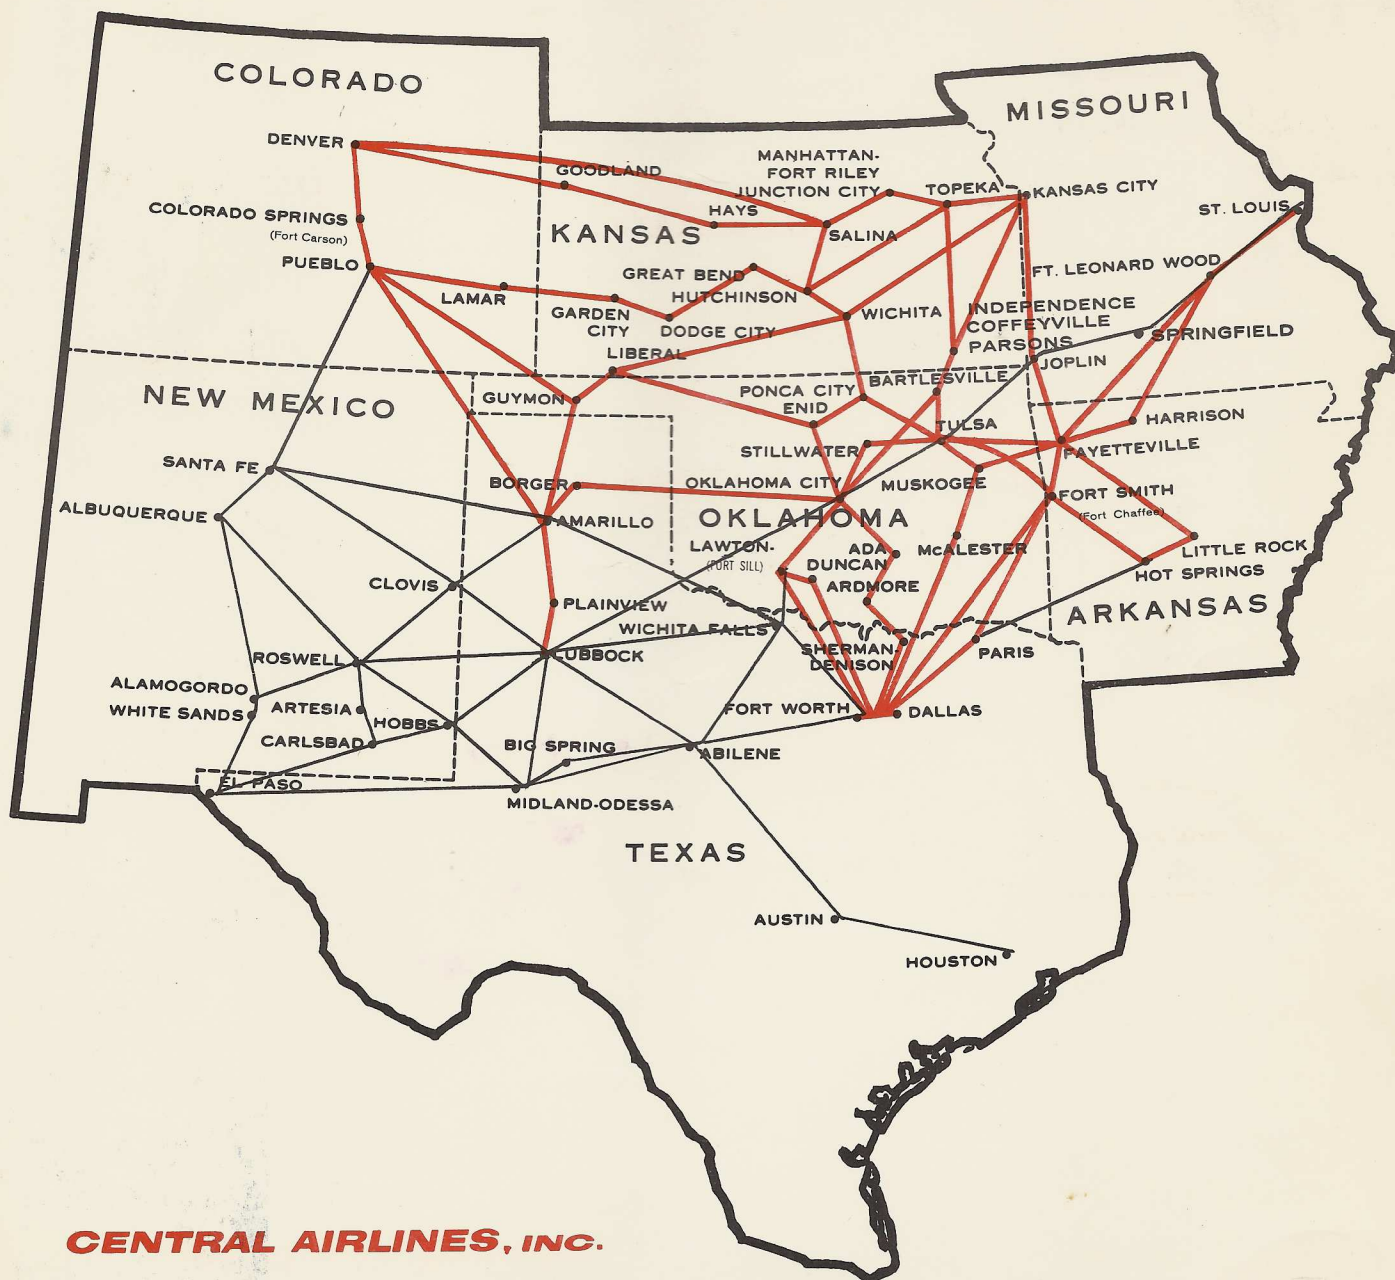 COLORADO
MISSOURI
DENVER
GOODLAND
MANHATTAN-
FORT RILEY
JUNCTION CITY
TOPEKA
KANSAS CITY
COLORADO SPRINGS
(Fort Carson)
HAYS
KANSAS
SALINA
ST. LOUIS
PUEBLO
LAMAR
GARDEN
CITY
GREAT BEND
HUTCHINSON
DODGE CITY
WICHITA
FT. LEONARD WOOD
INDEPENDENCE
COFFEYVILLE
PARSONS
SPRINGFIELD
JOPLIN
LIBERAL
NEW MEXICO
GUYMON
PONCA CITY
ENID
BARTLESVILLE
HARRISON
TULSA
FAYETTEVILLE
STILLWATER
SANTA FE
BORGER
OKLAHOMA CITY
MUSKOGEE
FORT SMITH
(Fort Chaffee)
ALBUQUERQUE
AMARILLO
OKLAHOMA
LAWTON-
(FORT SILL)
ADA
DUNCAN
ARDMORE
McALESTER
LITTLE ROCK
HOT SPRINGS
ARKANSAS
CLOVIS
PLAINVIEW
WICHITA FALLS
ROSWELL
LUBBOCK
SHERMAN-
DENISON
PARIS
ALAMOGORDO
WHITE SANDS
ARTESIA
HOBBS
CARLSBAD
FORT WORTH
DALLAS
BIG SPRING
ABILENE
EL PASO
MIDLAND-ODESSA
TEXAS
AUSTIN
HOUSTON
CENTRAL AIRLINES, INC.